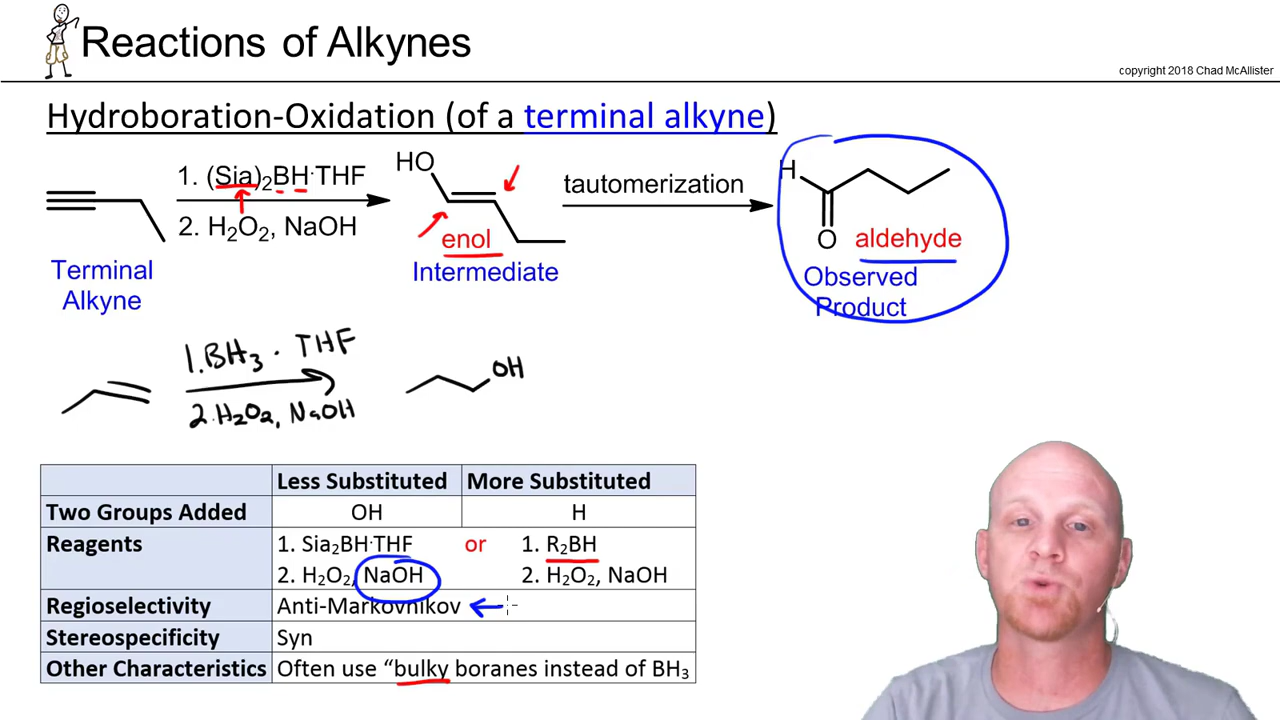 Reactions of Alkynes
copyright 2018 Chad McAllister
Hydroboration-Oxidation (of a terminal alkyne)
1. (Sia)₂BH·THF
2. H₂O₂, NaOH
HO
enol
tautomerization
H
O
aldehyde
Terminal
Alkyne
Intermediate
Observed
Product
1. BH₃ · THF
2. H₂O₂, NaOH
OH
Less Substituted More Substituted
Two Groups Added OH H
Reagents 1. Sia₂BH·THF or 1. R₂BH
2. H₂O₂, NaOH 2. H₂O₂, NaOH
Regioselectivity Anti-Markovnikov
Stereospecificity Syn
Other Characteristics Often use “bulky boranes instead of BH₃